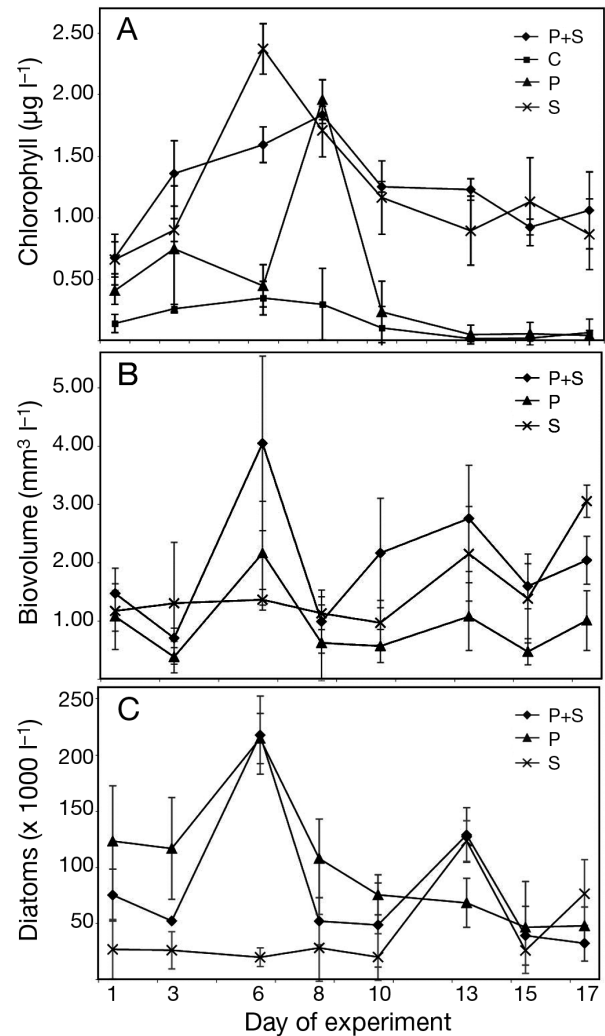 A
Chlorophyll (µg l⁻¹)
2.50
2.00
1.50
1.00
0.50
P+S
C
P
S
B
Biovolume (mm³ l⁻¹)
5.00
4.00
3.00
2.00
1.00
P+S
P
S
C
Diatoms (x 1000 l⁻¹)
250
200
150
100
50
P+S
P
S
1 3 6 8 10 13 15 17
Day of experiment